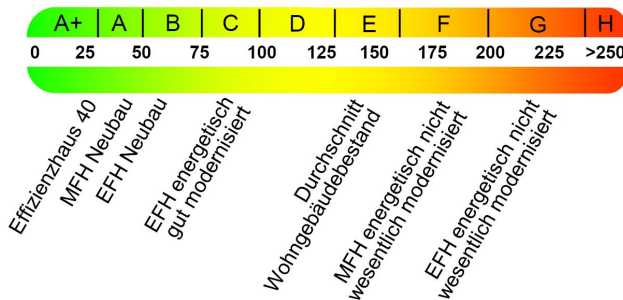 A+ A B C D E F G H
0 25 50 75 100 125 150 175 200 225 >250
Effizienzhaus 40
MFH Neubau
EFH Neubau
EFH energetisch
gut modernisiert
Durchschnitt
Wohngebäudebestand
MFH energetisch nicht
wesentlich modernisiert
EFH energetisch nicht
wesentlich modernisiert